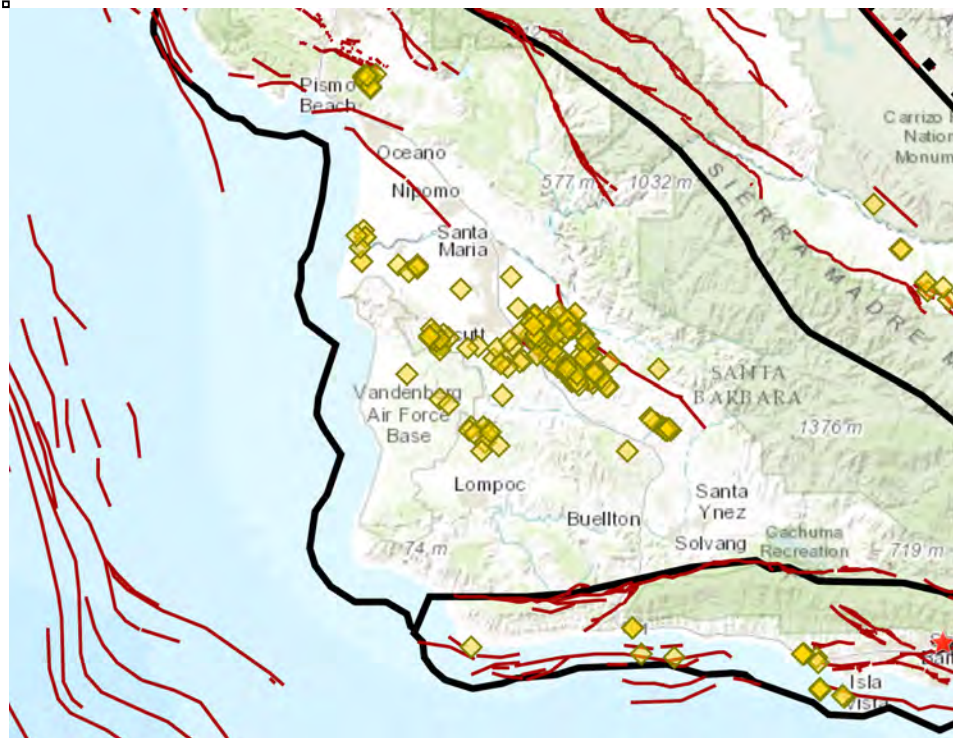 Pismo
Beach
Carrizo
Nation
Monum
Oceano
577 m
1032 m
Nipomo
Santa
Maria
SIERRA MADRE
SANTA
BARBARA
Vandenberg
Air Force
Base
1376 m
Lompoc
Santa
Ynez
Buellton
Solvang
Cachuma
Recreation
719 m
74 m
Isla
Vista